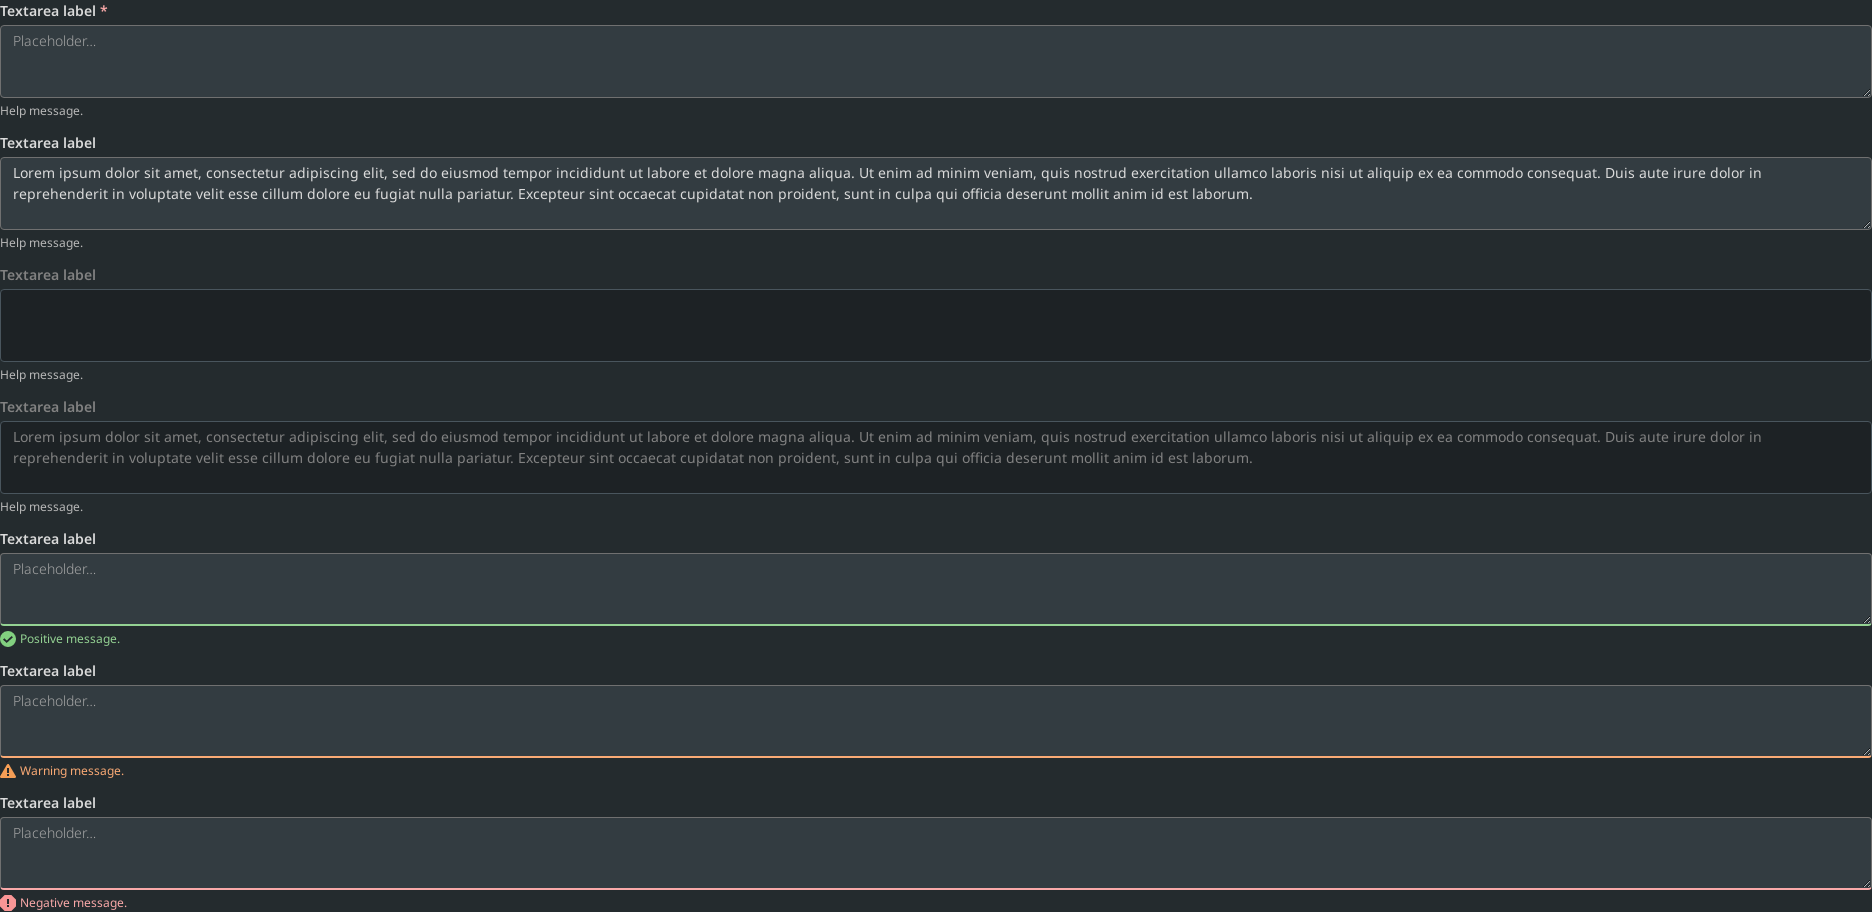 Textarea label *
Placeholder...
Help message.
Textarea label
Lorem ipsum dolor sit amet, consectetur adipiscing elit, sed do eiusmod tempor incididunt ut labore et dolore magna aliqua. Ut enim ad minim veniam, quis nostrud exercitation ullamco laboris nisi ut aliquip ex ea commodo consequat. Duis aute irure dolor in
reprehenderit in voluptate velit esse cillum dolore eu fugiat nulla pariatur. Excepteur sint occaecat cupidatat non proident, sunt in culpa qui officia deserunt mollit anim id est laborum.
Help message.
Textarea label
Help message.
Textarea label
Lorem ipsum dolor sit amet, consectetur adipiscing elit, sed do eiusmod tempor incididunt ut labore et dolore magna aliqua. Ut enim ad minim veniam, quis nostrud exercitation ullamco laboris nisi ut aliquip ex ea commodo consequat. Duis aute irure dolor in
reprehenderit in voluptate velit esse cillum dolore eu fugiat nulla pariatur. Excepteur sint occaecat cupidatat non proident, sunt in culpa qui officia deserunt mollit anim id est laborum.
Help message.
Textarea label
Placeholder...
Positive message.
Textarea label
Placeholder...
Warning message.
Textarea label
Placeholder...
Negative message.